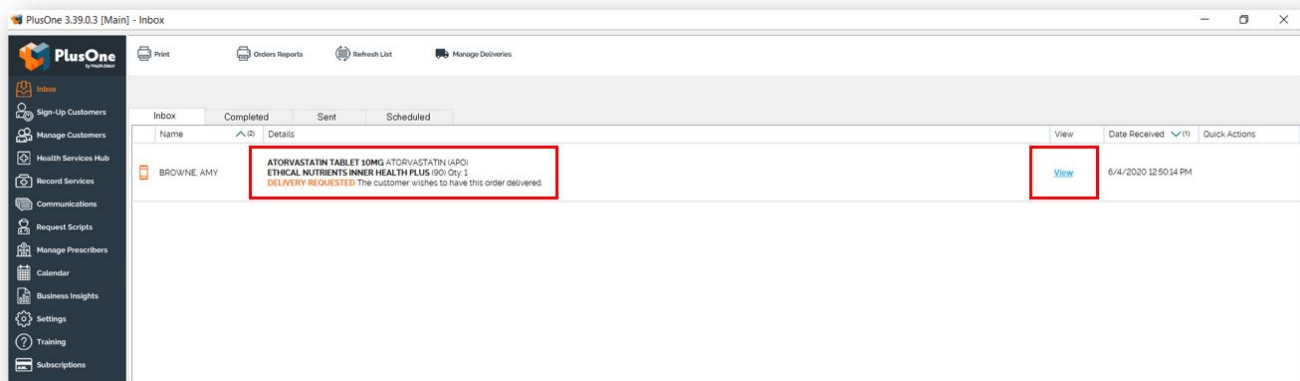 PlusOne 3.39.0.3 [Main] - Inbox
PlusOne
by MedAdvisor
Print
Orders Reports
Refresh List
Manage Deliveries
Inbox
Sign-Up Customers
Manage Customers
Health Services Hub
Record Services
Communications
Request Scripts
Manage Prescribers
Calendar
Business Insights
Settings
Training
Subscriptions
Inbox Completed Sent Scheduled
Name (2) Details View Date Received (1) Quick Actions
BROWNE, AMY
ATORVASTATIN TABLET 10MG ATORVASTATIN (APO)
ETHICAL NUTRIENTS INNER HEALTH PLUS (90) Qty: 1
DELIVERY REQUESTED The customer wishes to have this order delivered.
View
6/4/2020 12:50:14 PM